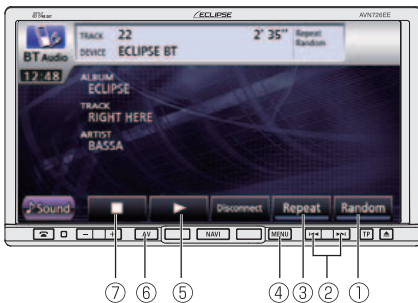 ECLIPSE
AVN726EE
TRACK 22 2' 35" Repeat
Random
BT Audio
DEVICE ECLIPSE BT
12:48
ALBUM
ECLIPSE
TRACK
RIGHT HERE
ARTIST
BASSA
Sound Disconnect Repeat Random
− + AV NAVI MENU TP
⑦ ⑥ ⑤ ④ ③ ② ①